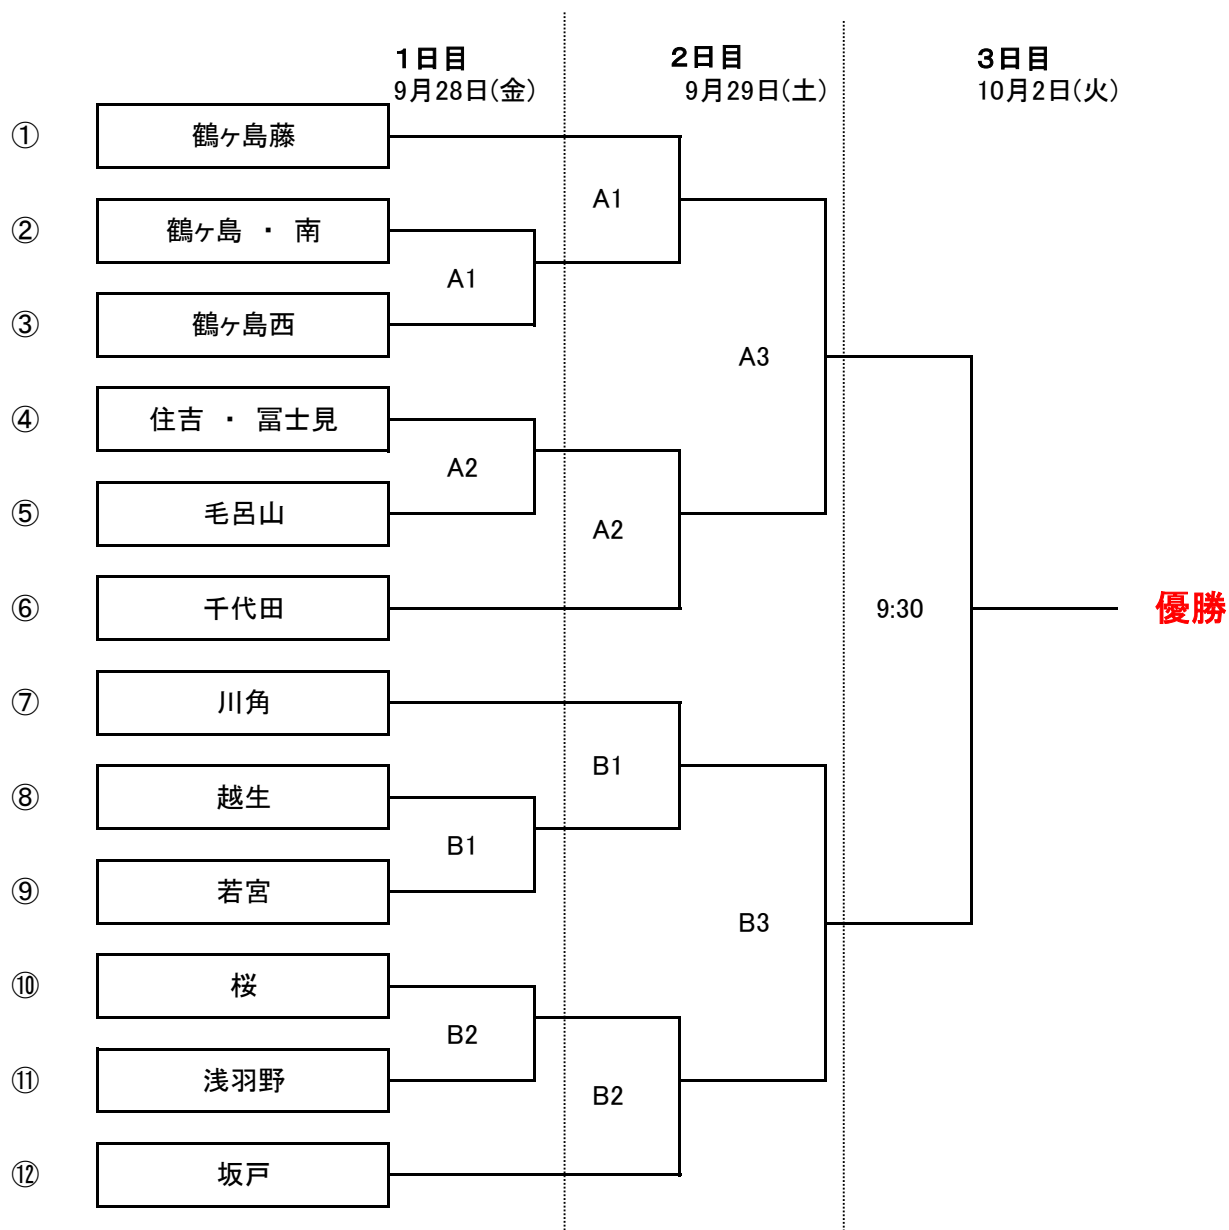 1日目
2日目
3日目
9月28日(金)
9月29日(土)
10月2日(火)
① 鶴ヶ島藤
A1
② 鶴ヶ島 ・ 南
A1
③ 鶴ヶ島西
A3
④ 住吉 ・ 冨士見
A2
⑤ 毛呂山
A2
⑥ 千代田
9:30
優勝
⑦ 川角
B1
⑧ 越生
B1
⑨ 若宮
B3
⑩ 桜
B2
⑪ 浅羽野
B2
⑫ 坂戸